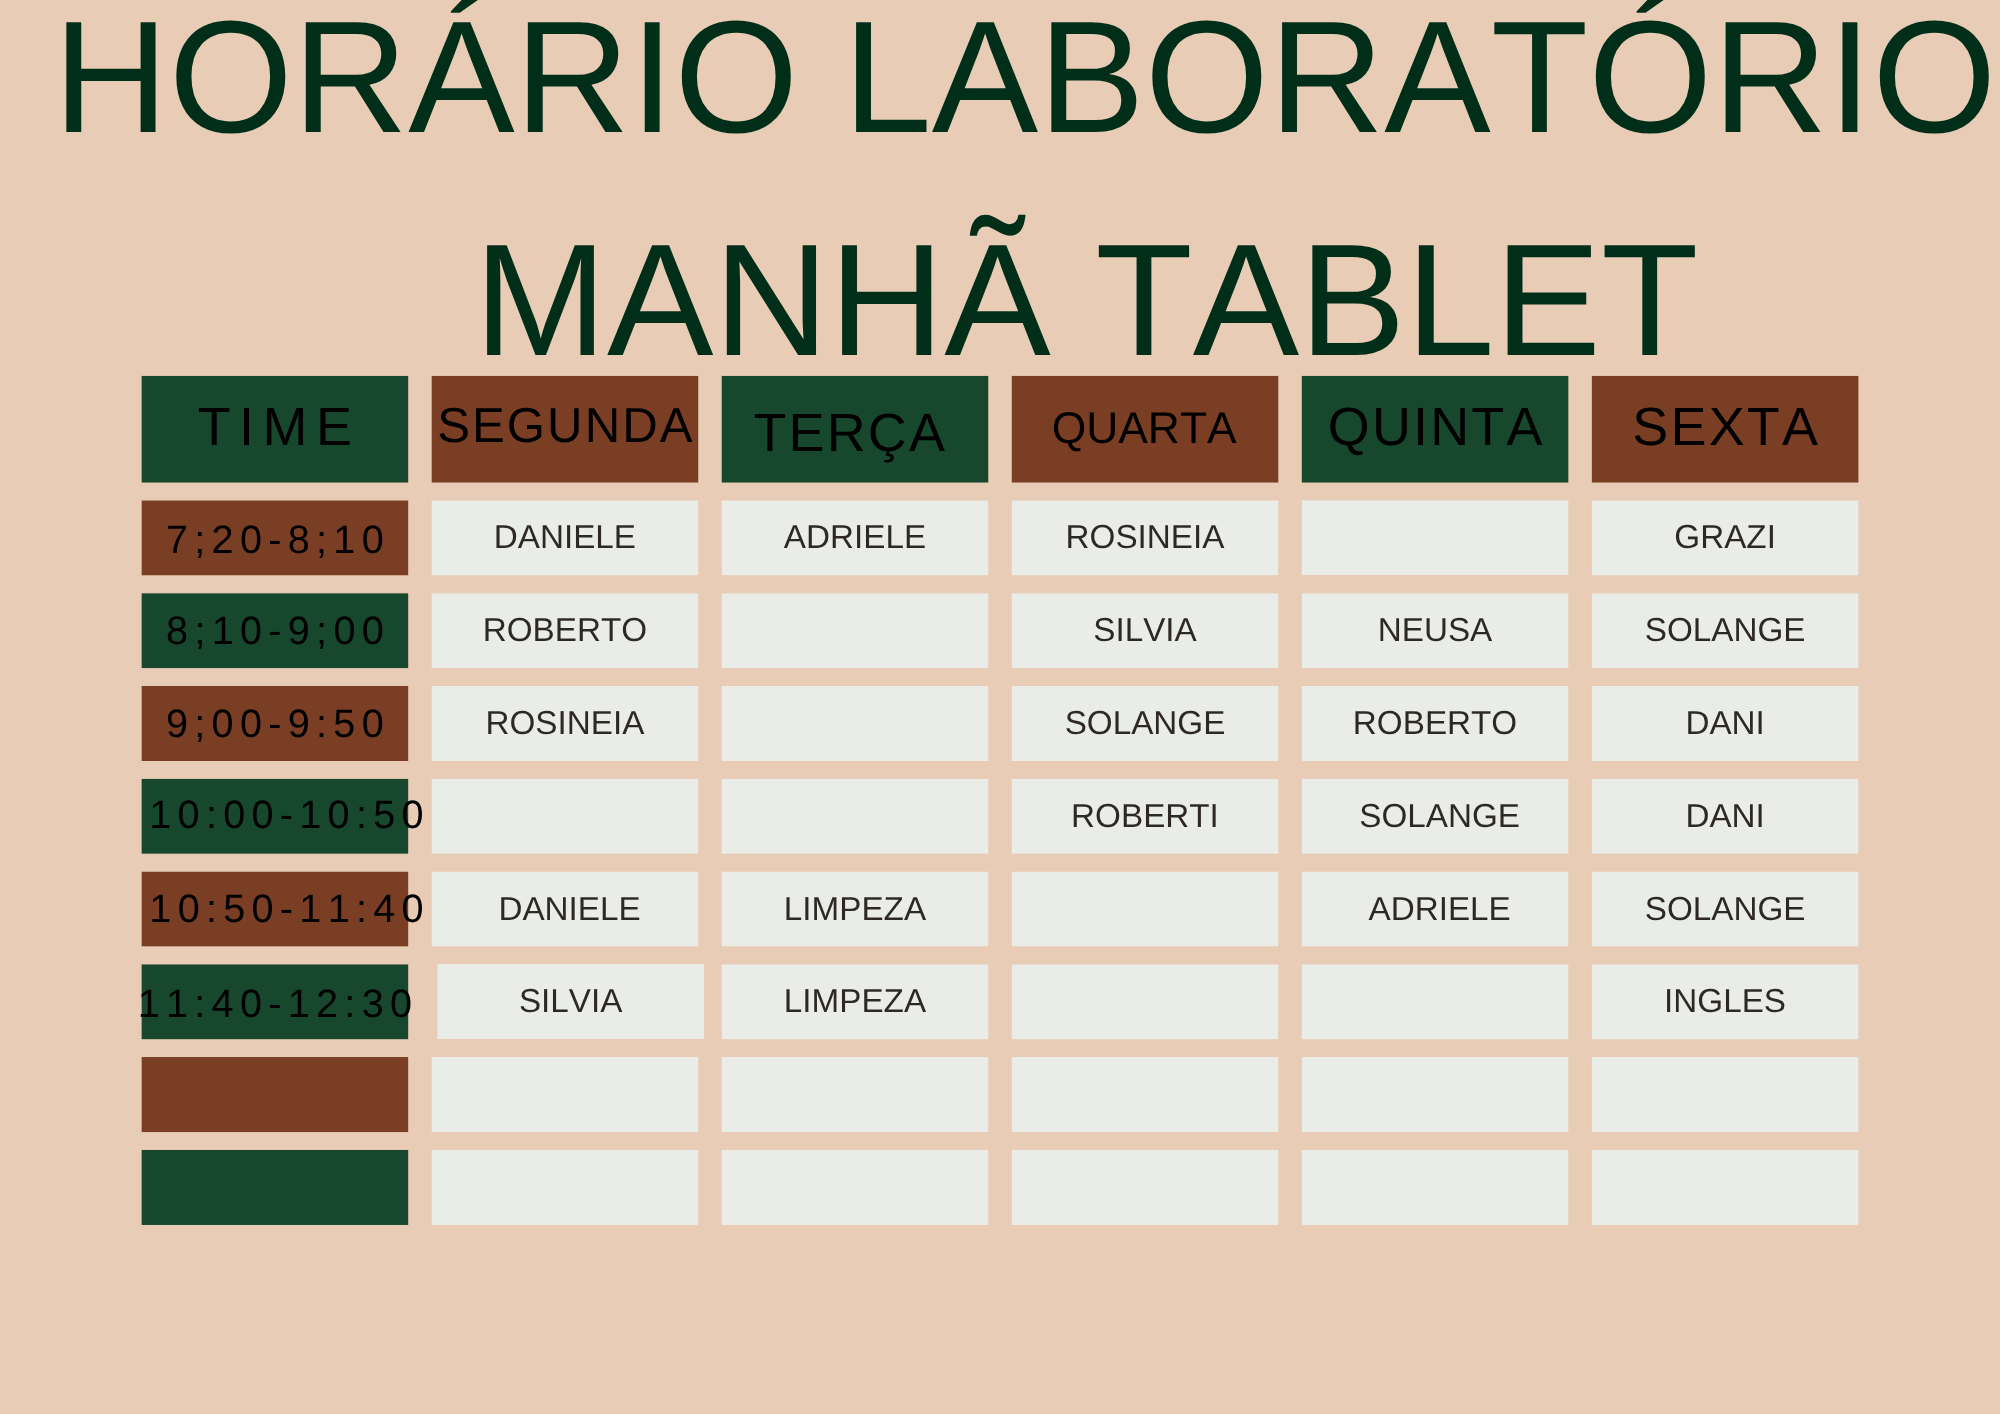 HORÁRIO LABORATÓRIO
MANHÃ TABLET
TIME SEGUNDA TERÇA QUARTA QUINTA SEXTA
7;20-8;10 DANIELE ADRIELE ROSINEIA GRAZI
8;10-9;00 ROBERTO SILVIA NEUSA SOLANGE
9;00-9:50 ROSINEIA SOLANGE ROBERTO DANI
10:00-10:50 ROBERTI SOLANGE DANI
10:50-11:40 DANIELE LIMPEZA ADRIELE SOLANGE
11:40-12:30 SILVIA LIMPEZA INGLES